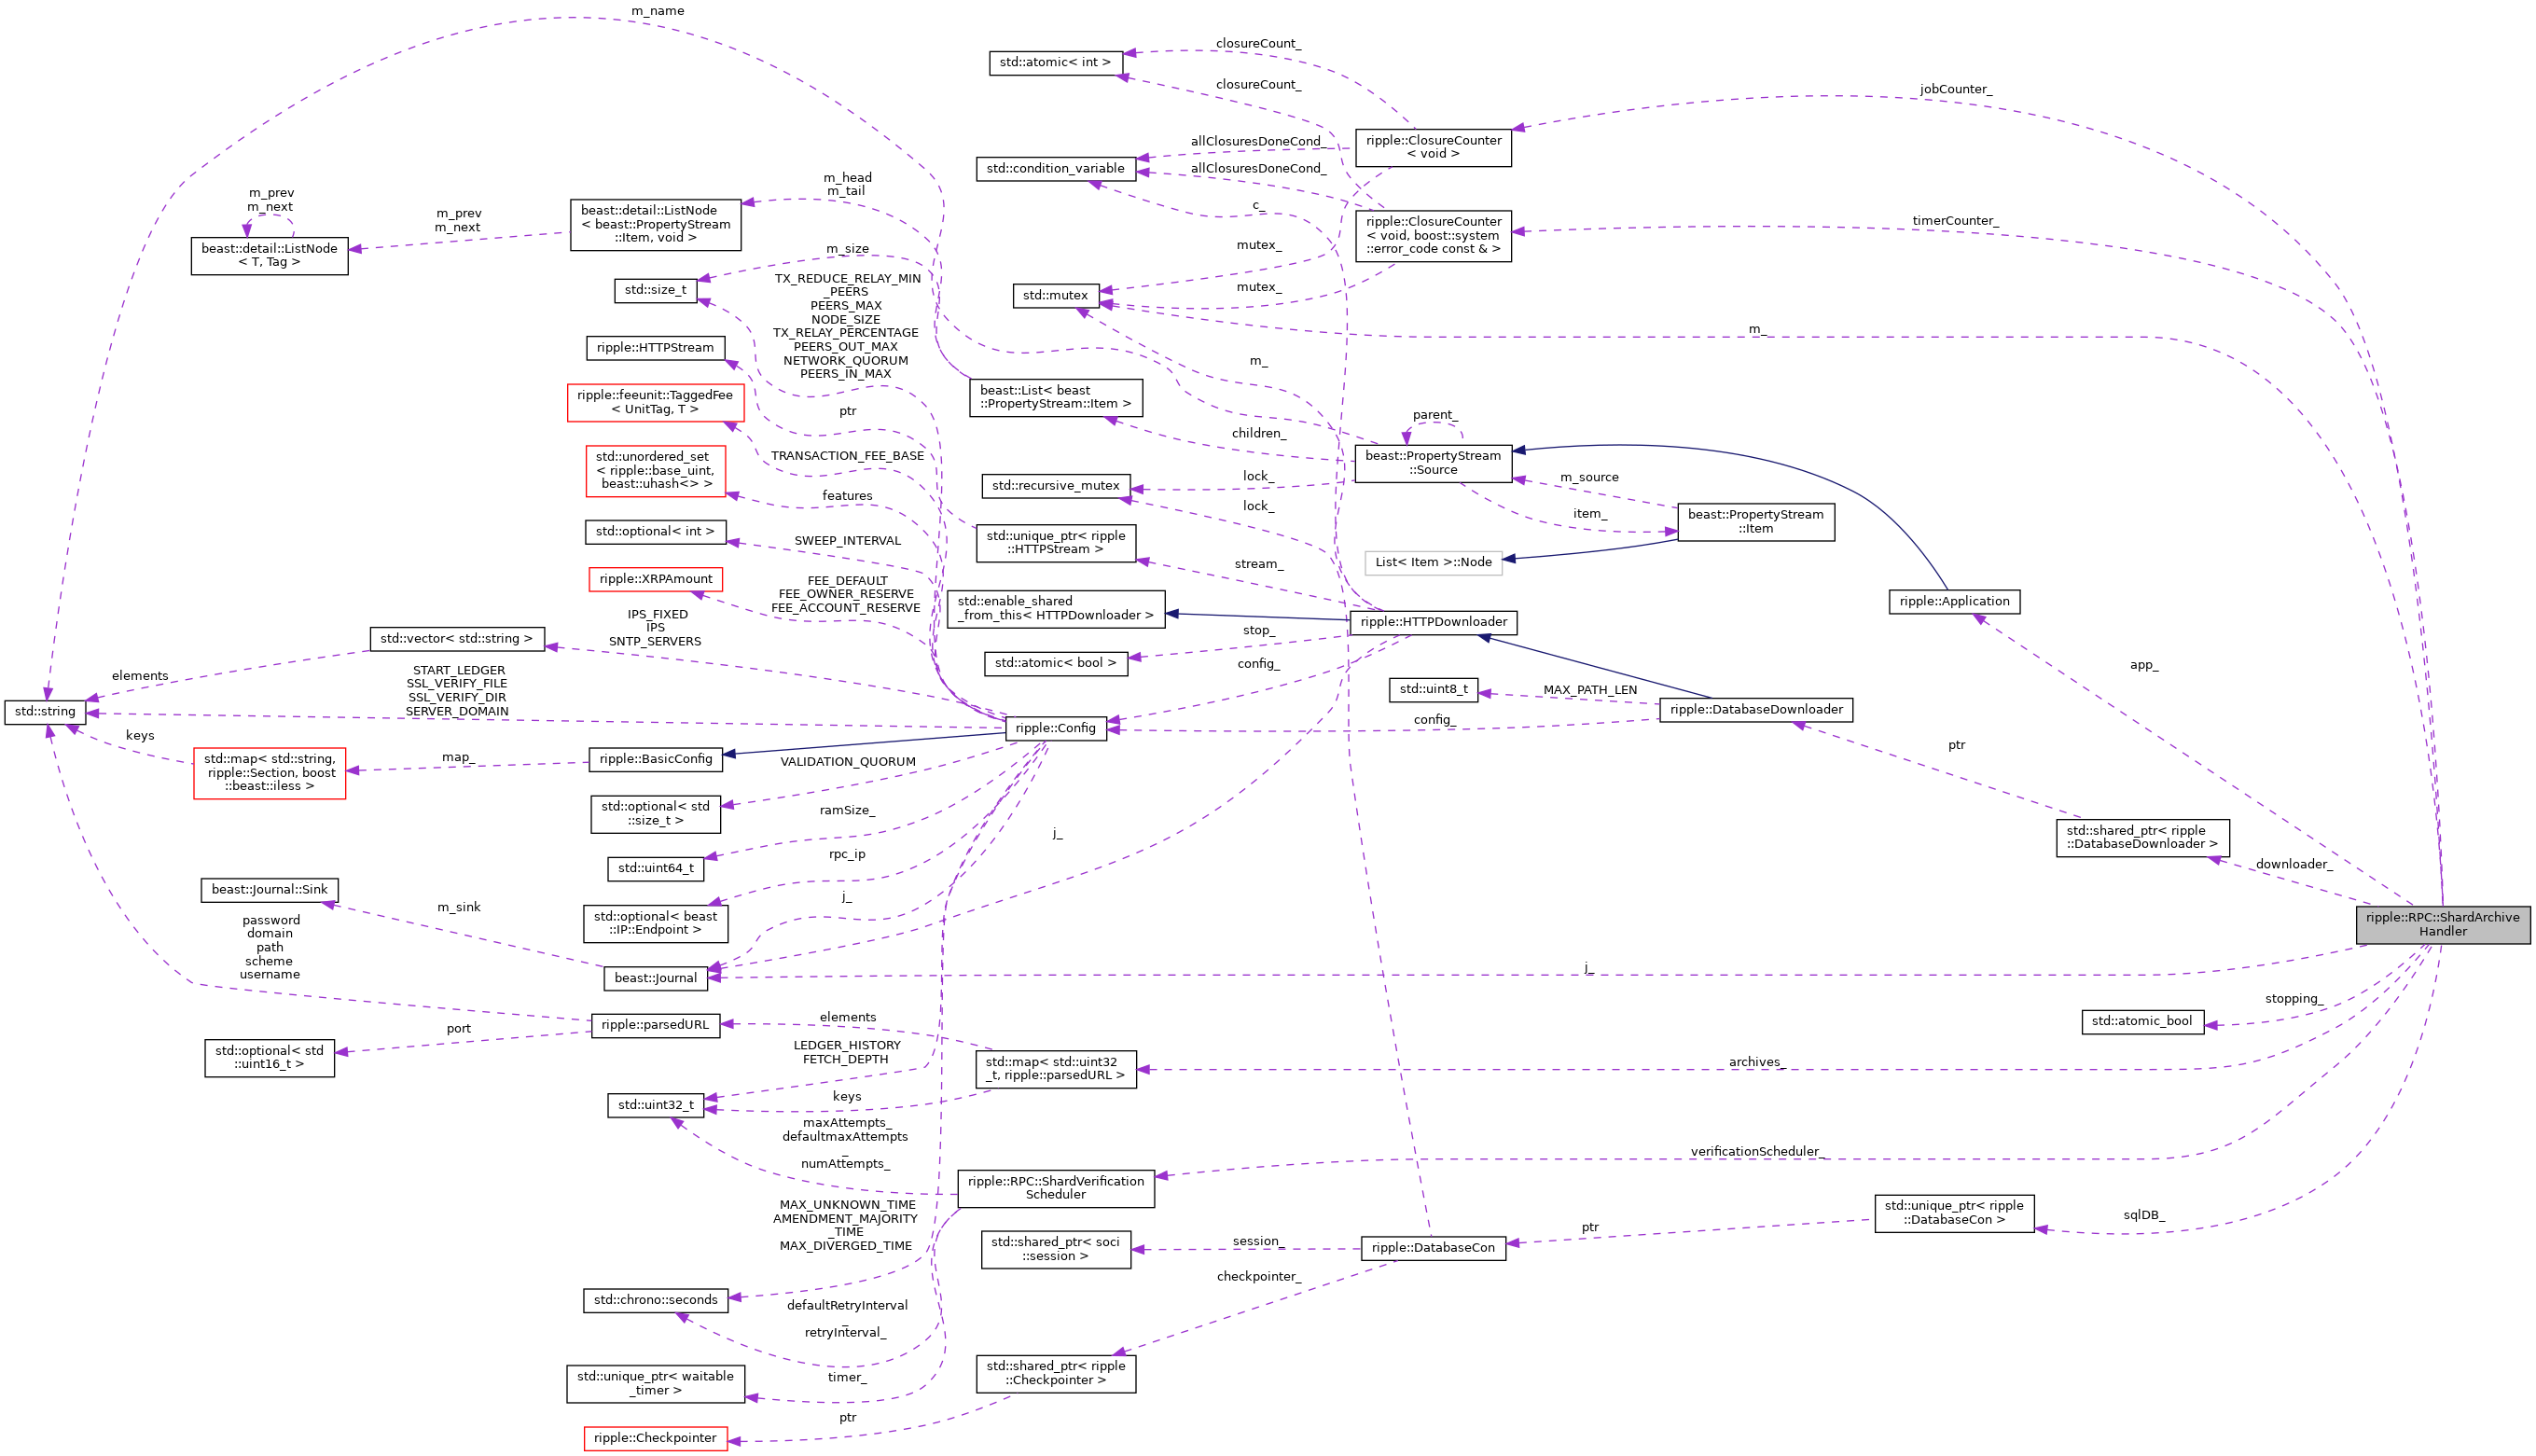 m_name
closureCount_
std::atomic< int >
closureCount_
jobCounter_
ripple::ClosureCounter
< void >
allClosuresDoneCond_
std::condition_variable
allClosuresDoneCond_
m_head
m_tail
m_prev
m_next
beast::detail::ListNode
< T, Tag >
m_prev
m_next
beast::detail::ListNode
< beast::PropertyStream
::Item, void >
c_
ripple::ClosureCounter
< void, boost::system
::error_code const & >
timerCounter_
m_size
mutex_
std::size_t
std::mutex
mutex_
TX_REDUCE_RELAY_MIN
_PEERS
PEERS_MAX
NODE_SIZE
TX_RELAY_PERCENTAGE
PEERS_OUT_MAX
NETWORK_QUORUM
PEERS_IN_MAX
m_
ripple::HTTPStream
m_
beast::List< beast
::PropertyStream::Item >
ripple::feeunit::TaggedFee
< UnitTag, T >
ptr
parent_
children_
beast::PropertyStream
::Source
TRANSACTION_FEE_BASE
std::unordered_set
< ripple::base_uint,
beast::uhash<> >
lock_
m_source
std::recursive_mutex
features
lock_
item_
beast::PropertyStream
::Item
std::optional< int >
SWEEP_INTERVAL
std::unique_ptr< ripple
::HTTPStream >
stream_
List< Item >::Node
ripple::XRPAmount
FEE_DEFAULT
FEE_OWNER_RESERVE
FEE_ACCOUNT_RESERVE
std::enable_shared
_from_this< HTTPDownloader >
ripple::HTTPDownloader
ripple::Application
IPS_FIXED
IPS
SNTP_SERVERS
std::vector< std::string >
stop_
std::atomic< bool >
config_
app_
elements
START_LEDGER
SSL_VERIFY_FILE
SSL_VERIFY_DIR
SERVER_DOMAIN
std::string
std::uint8_t
MAX_PATH_LEN
ripple::DatabaseDownloader
config_
ripple::Config
keys
std::map< std::string,
ripple::Section, boost
::beast::iless >
map_
ripple::BasicConfig
VALIDATION_QUORUM
ptr
std::optional< std
::size_t >
ramSize_
j_
std::shared_ptr< ripple
::DatabaseDownloader >
std::uint64_t
rpc_ip
downloader_
beast::Journal::Sink
m_sink
j_
std::optional< beast
::IP::Endpoint >
ripple::RPC::ShardArchive
Handler
password
domain
path
scheme
username
beast::Journal
j_
stopping_
std::atomic_bool
port
ripple::parsedURL
elements
std::optional< std
::uint16_t >
LEDGER_HISTORY
FETCH_DEPTH
std::map< std::uint32
_t, ripple::parsedURL >
archives_
std::uint32_t
keys
maxAttempts_
defaultmaxAttempts
_
numAttempts_
ripple::RPC::ShardVerification
Scheduler
verificationScheduler_
MAX_UNKNOWN_TIME
AMENDMENT_MAJORITY
_TIME
MAX_DIVERGED_TIME
std::shared_ptr< soci
::session >
session_
ripple::DatabaseCon
ptr
std::unique_ptr< ripple
::DatabaseCon >
sqlDB_
checkpointer_
std::chrono::seconds
defaultRetryInterval
_
retryInterval_
std::unique_ptr< waitable
_timer >
timer_
std::shared_ptr< ripple
::Checkpointer >
ptr
ripple::Checkpointer